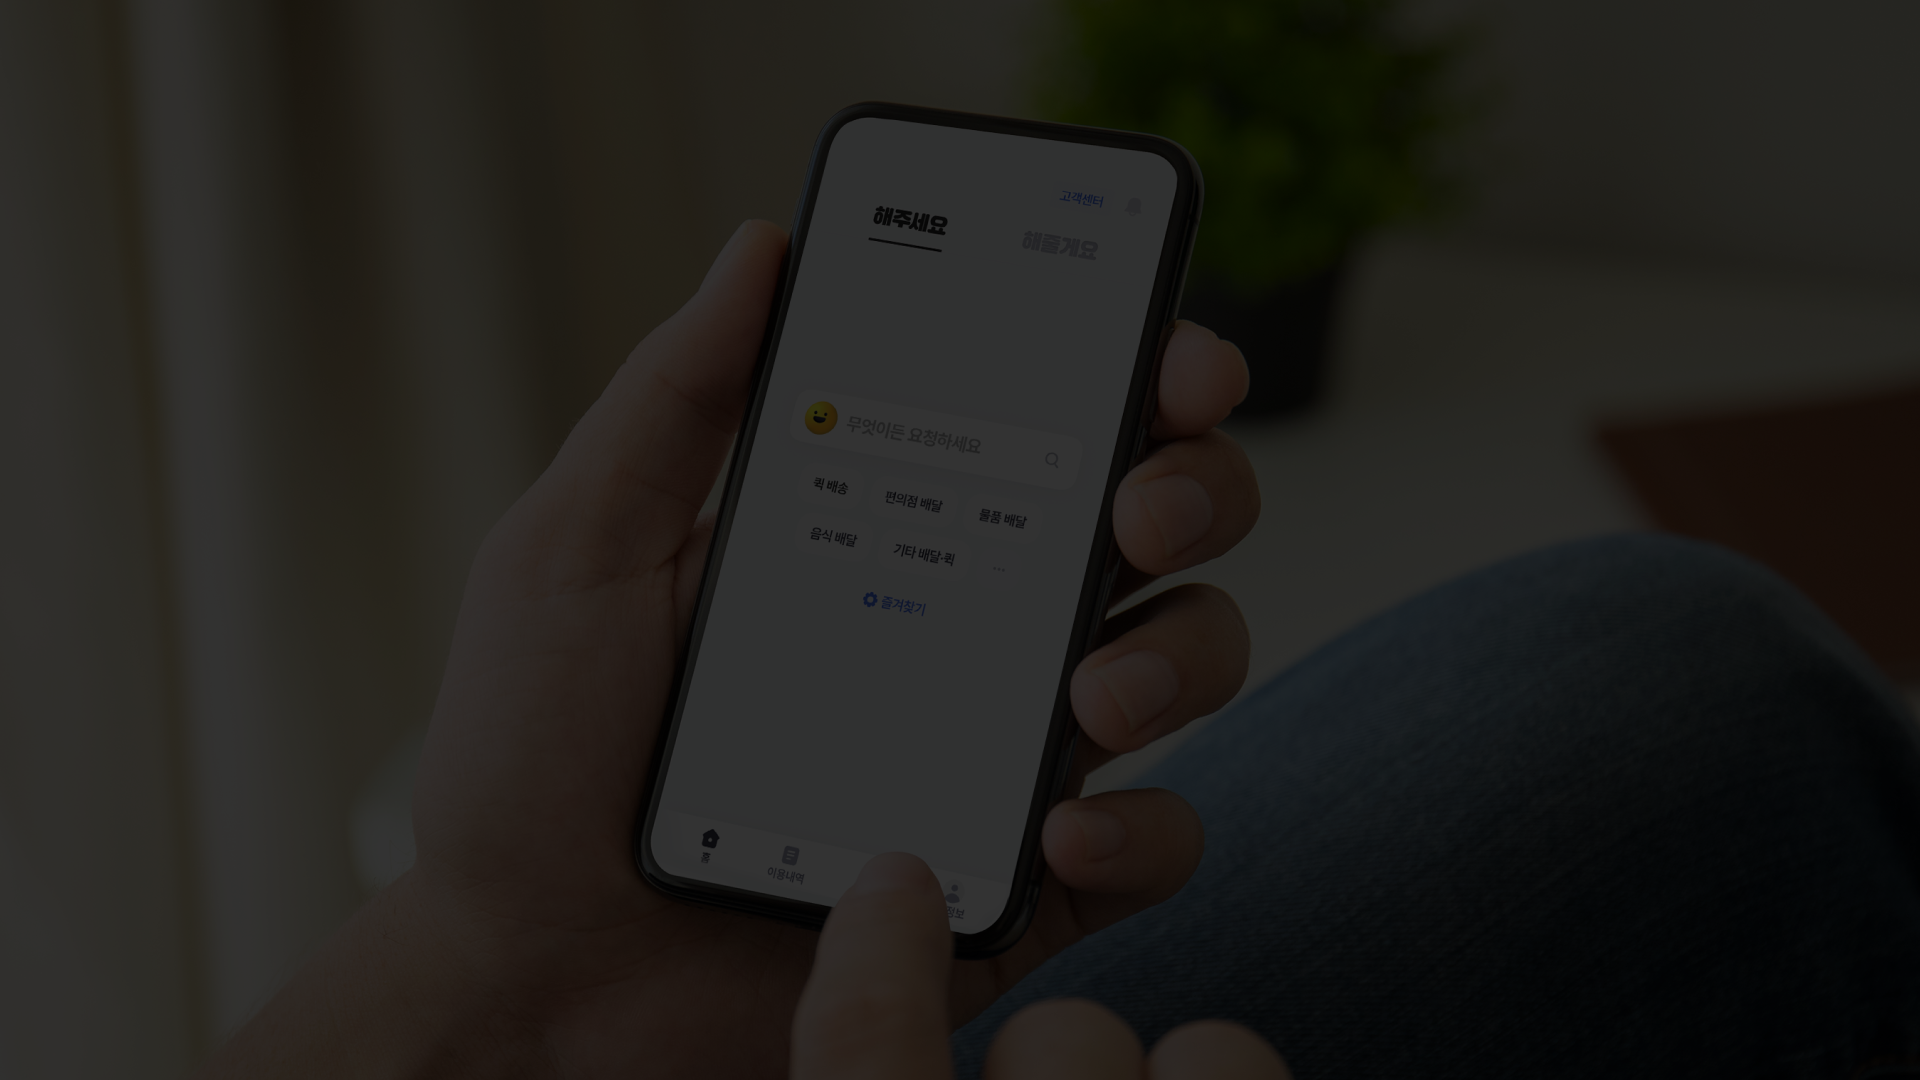 고객센터
해주세요
해줄게요
무엇이든 요청하세요
퀵 배송
편의점 배달
물품 배달
음식 배달
기타 배달·퀵
...
즐겨찾기
홈
이용내역
정보